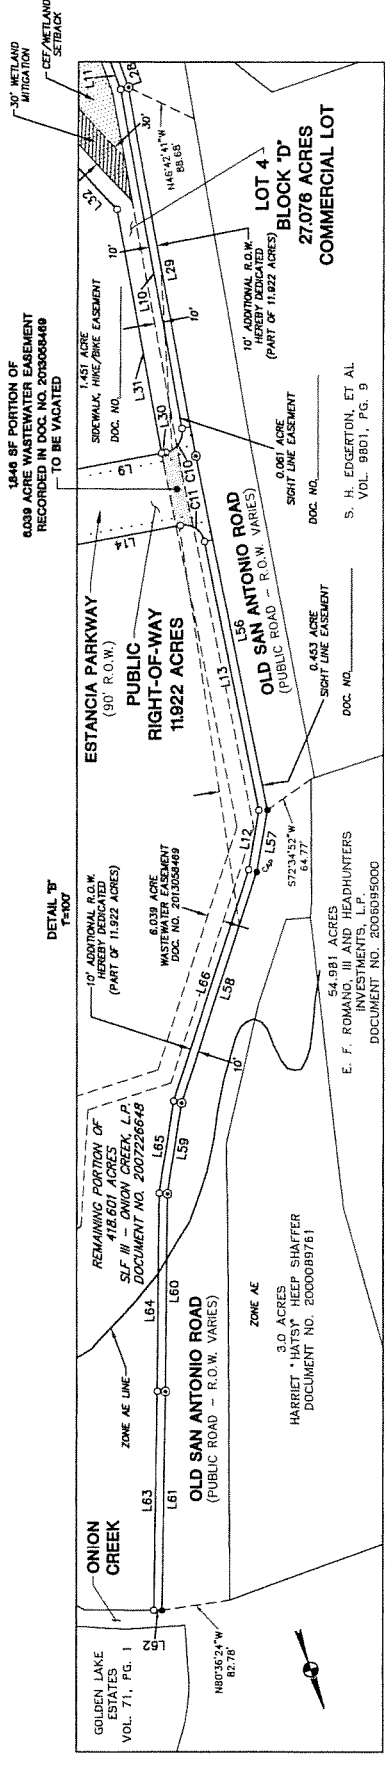 DETAIL "B"
1"=100'
GOLDEN LAKE
ESTATES
VOL. 71, PG. 1
ONION
CREEK
L62
N80°36'24"W
82.78'
L63
L61
ZONE AE LINE
L64
L60
OLD SAN ANTONIO ROAD
(PUBLIC ROAD - R.O.W. VARIES)
ZONE AE
3.0 ACRES
HARRIET "HATSY" HEEP SHAFFER
DOCUMENT NO. 2000089761
REMAINING PORTION OF
418.601 ACRES
SLF III - ONION CREEK, L.P.
DOCUMENT NO. 2007226648
L65
L59
10' ADDITIONAL R.O.W.
HEREBY DEDICATED
(PART OF 11.922 ACRES)
L66
L58
10'
6.039 ACRE
WASTEWATER EASEMENT
DOC. NO. 2013058469
54.981 ACRES
E. F. ROMANO, III AND HEADHUNTERS
INVESTMENTS, L.P.
DOCUMENT NO. 2006095000
L12
L57
S72°34'52"W
64.77'
0.453 ACRE
SIGHT LINE EASEMENT
DOC. NO.
L13
L56
OLD SAN ANTONIO ROAD
(PUBLIC ROAD - R.O.W. VARIES)
ESTANCIA PARKWAY
(90' R.O.W.)
PUBLIC
RIGHT-OF-WAY
11.922 ACRES
L14
L9
C11
C10
1,846 SF PORTION OF
6.039 ACRE WASTEWATER EASEMENT
RECORDED IN DOC. NO. 2013058469
TO BE VACATED
L30
0.061 ACRE
SIGHT LINE EASEMENT
DOC. NO.
S. H. EDGERTON, ET AL
VOL. 9801, PG. 9
1.451 ACRE
SIDEWALK, HIKE/BIKE EASEMENT
DOC. NO.
L31
L10
L29
10'
10'
10' ADDITIONAL R.O.W.
HEREBY DEDICATED
(PART OF 11.922 ACRES)
LOT 4
BLOCK "D"
27.076 ACRES
COMMERCIAL LOT
L32
30'
N46°42'41"W
88.68'
L11
L28
30' WETLAND
MITIGATION
CEF/WETLAND
SETBACK